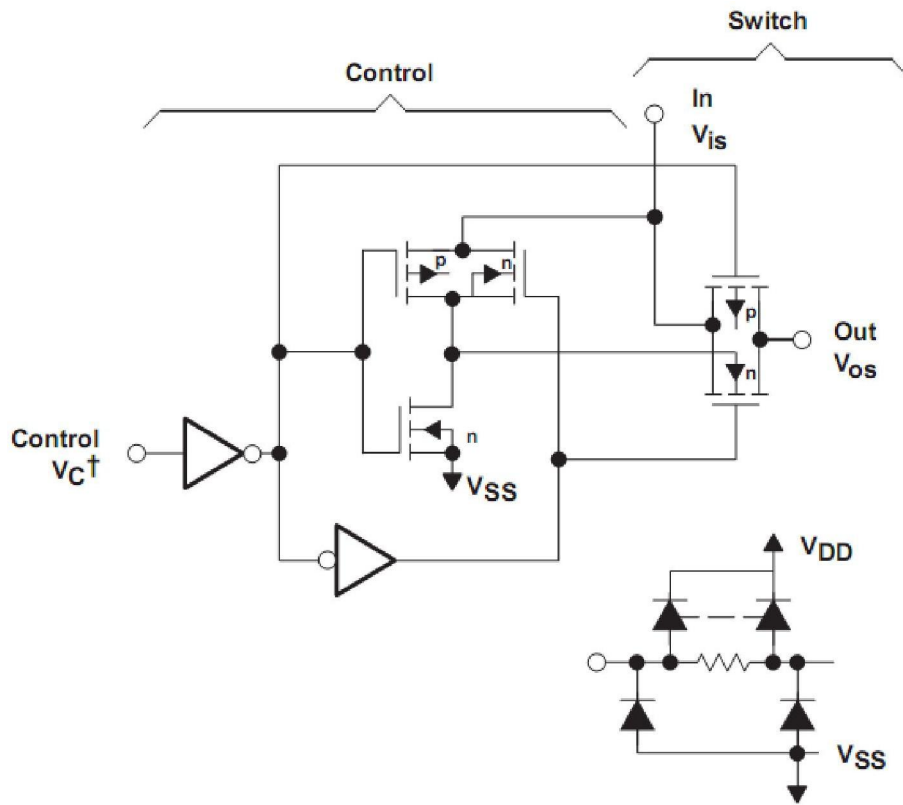 Switch
Control
In
Vis
p
n
p
n
Out
Vos
n
Control
VC†
VSS
VDD
VSS